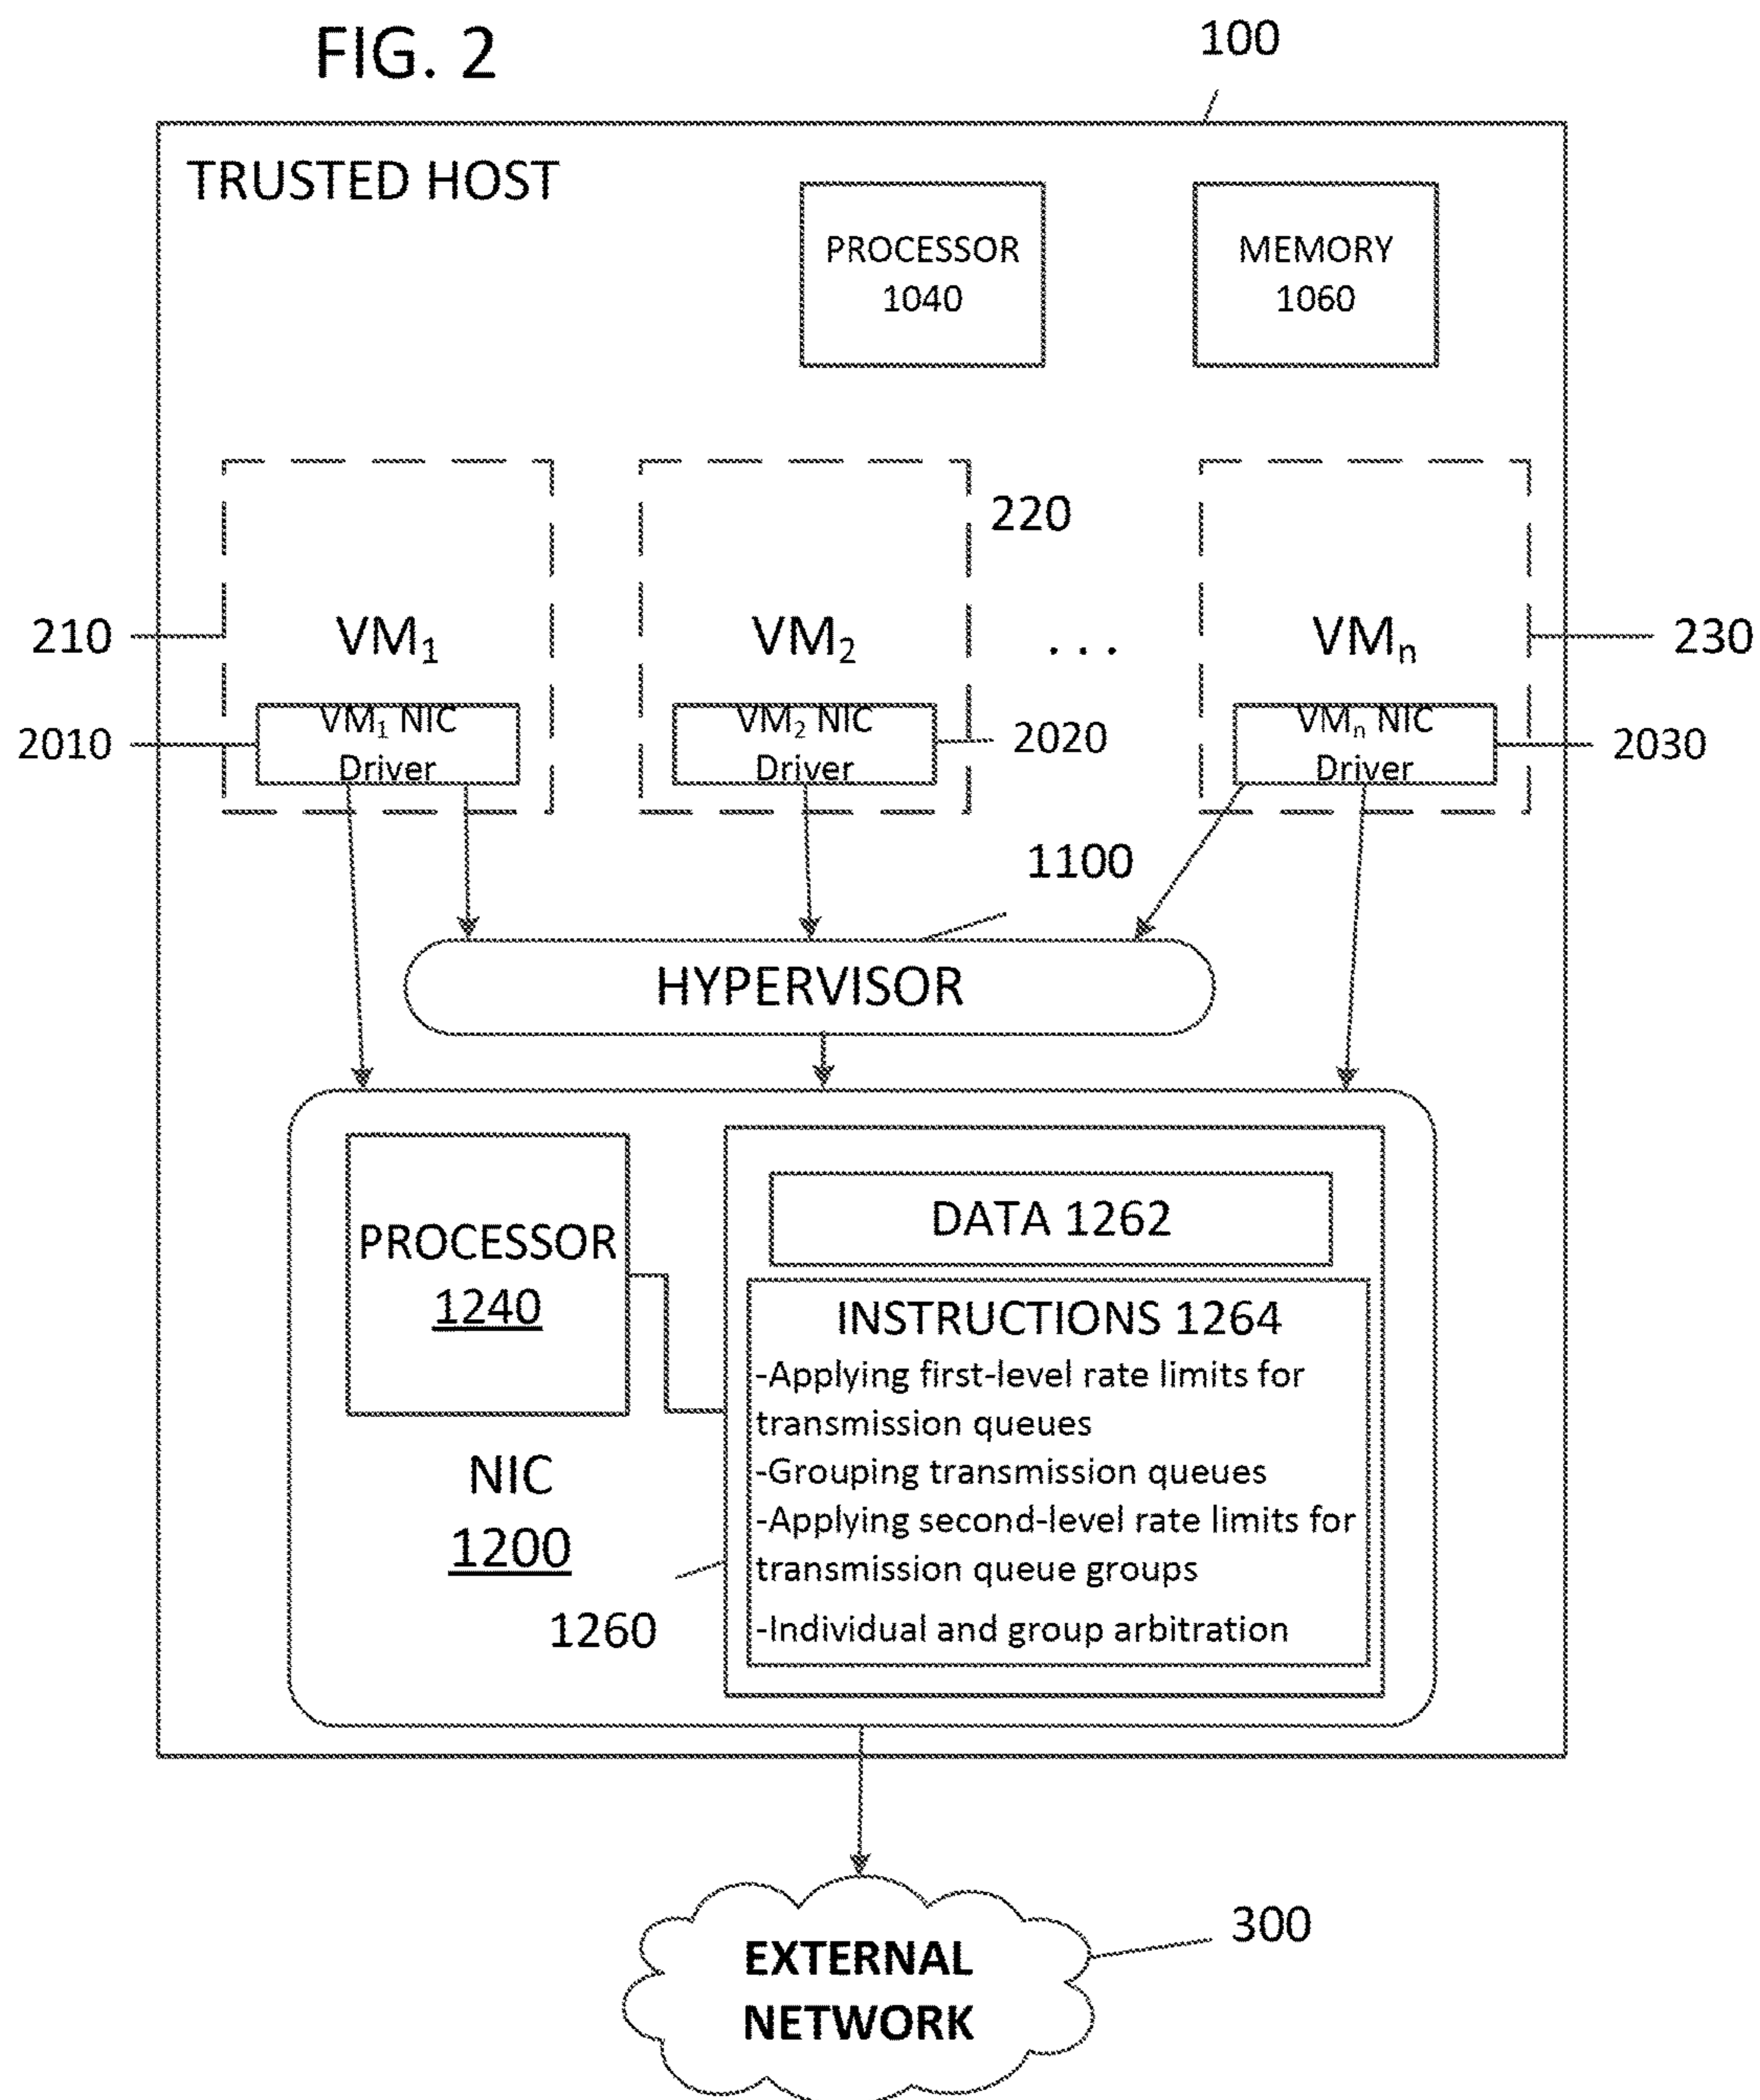 FIG. 2
100
TRUSTED HOST
PROCESSOR
1040
MEMORY
1060
220
210
VM₁
VM₂
. . .
VMₙ
230
2010
VM₁ NIC
Driver
VM₂ NIC
Driver
2020
VMₙ NIC
Driver
2030
1100
HYPERVISOR
PROCESSOR
1240
NIC
1200
1260
DATA 1262
INSTRUCTIONS 1264
-Applying first-level rate limits for
transmission queues
-Grouping transmission queues
-Applying second-level rate limits for
transmission queue groups
-Individual and group arbitration
300
EXTERNAL
NETWORK